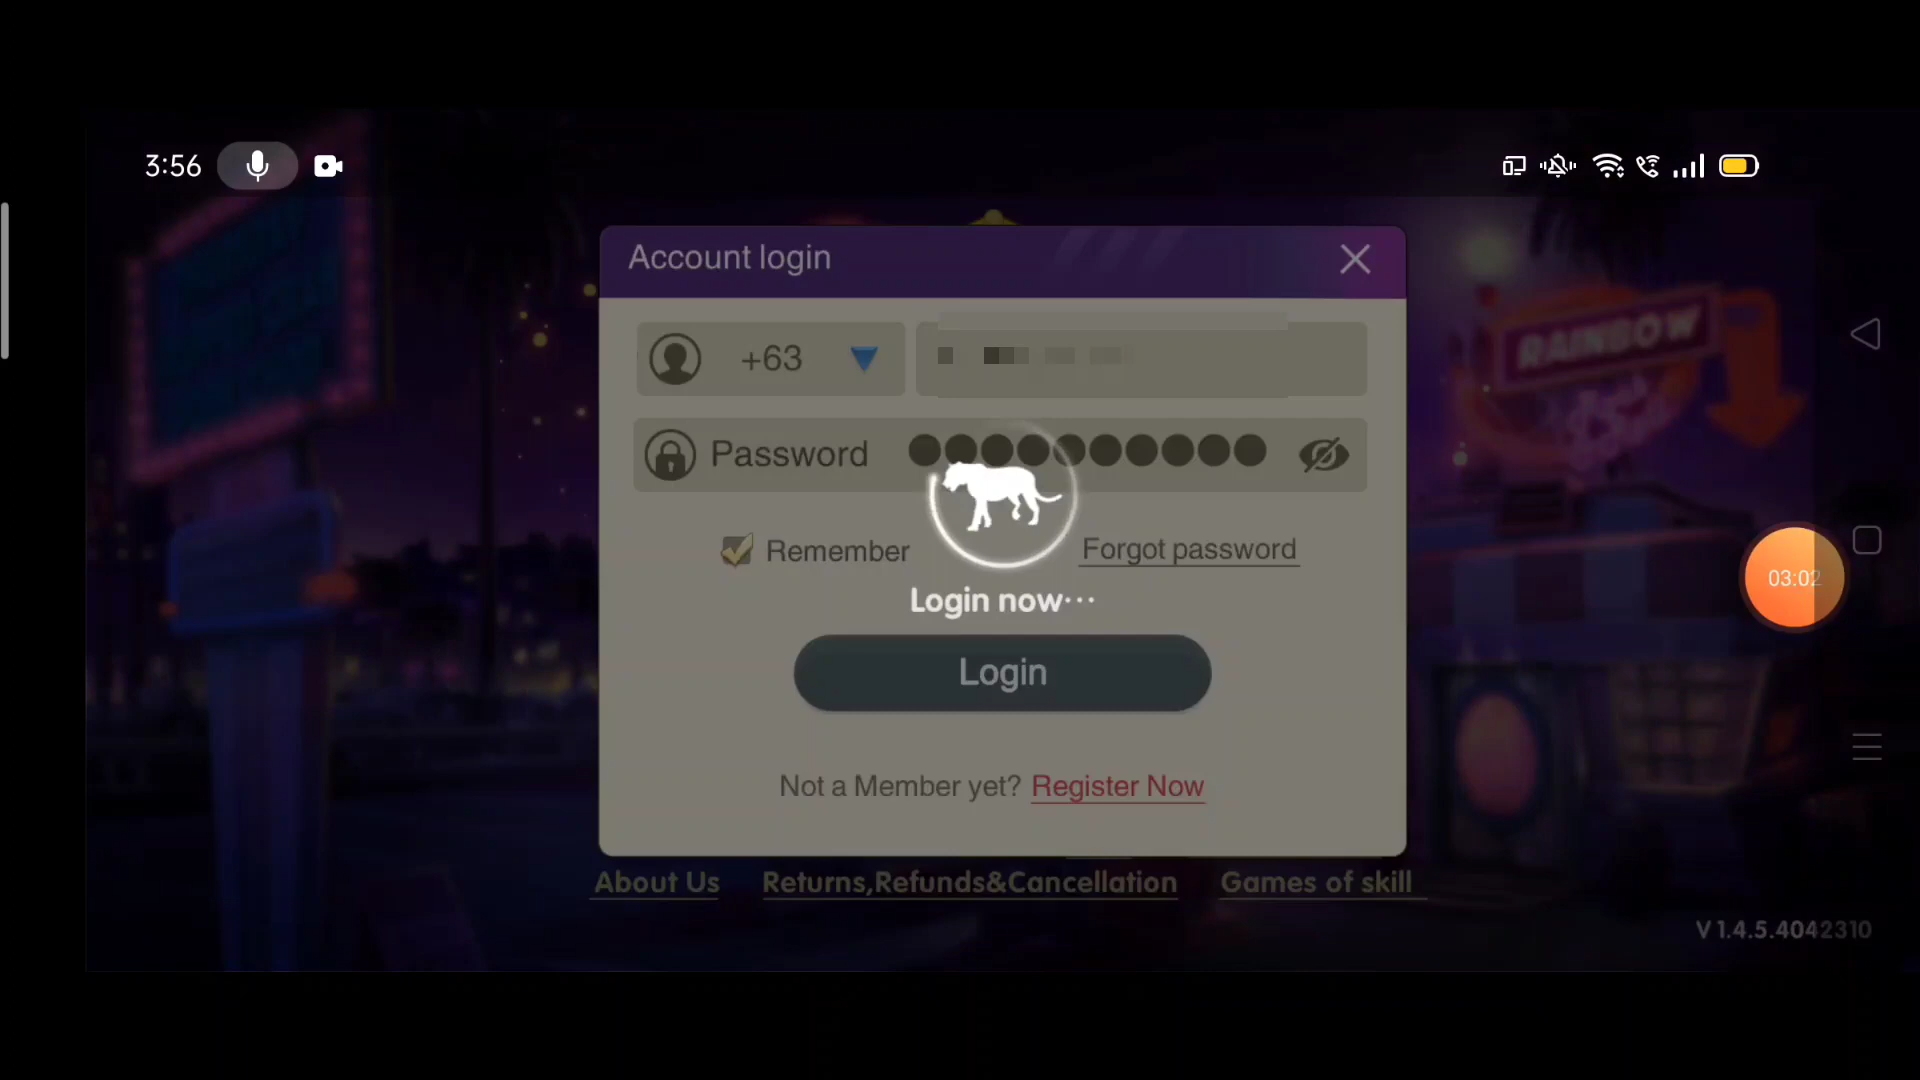 3:56
Account login
RAINBOW
+63
Password
03:02
Remember
Forgot password
Login now···
Login
Not a Member yet? Register Now
About Us Returns,Refunds&Cancellation Games of skill
V 1.4.5.4042310